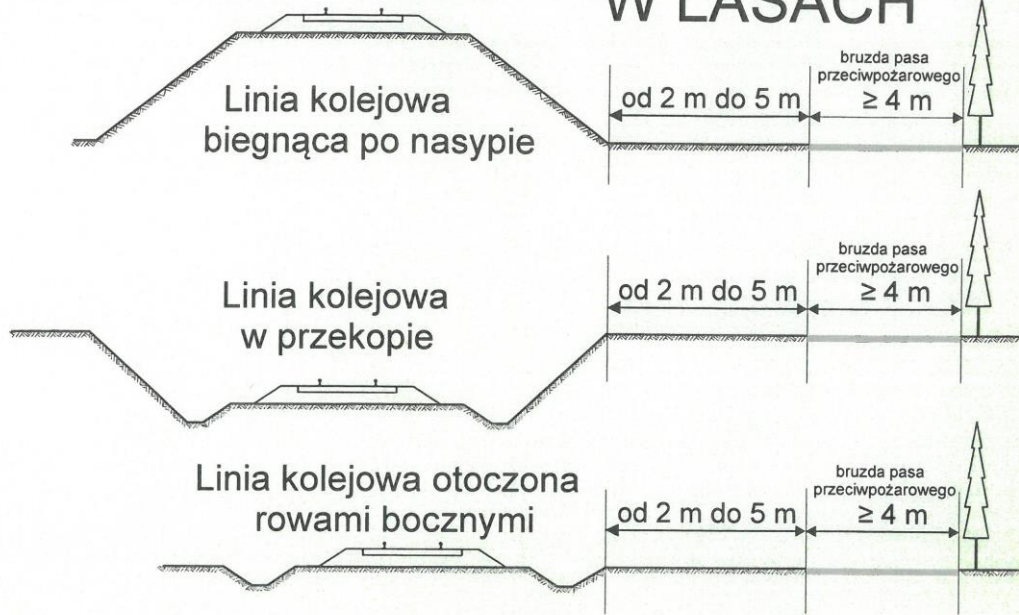 W LASACH
Linia kolejowa
biegnąca po nasypie
od 2 m do 5 m
bruzda pasa
przeciwpożarowego
≥ 4 m
Linia kolejowa
w przekopie
od 2 m do 5 m
bruzda pasa
przeciwpożarowego
≥ 4 m
Linia kolejowa otoczona
rowami bocznymi
od 2 m do 5 m
bruzda pasa
przeciwpożarowego
≥ 4 m